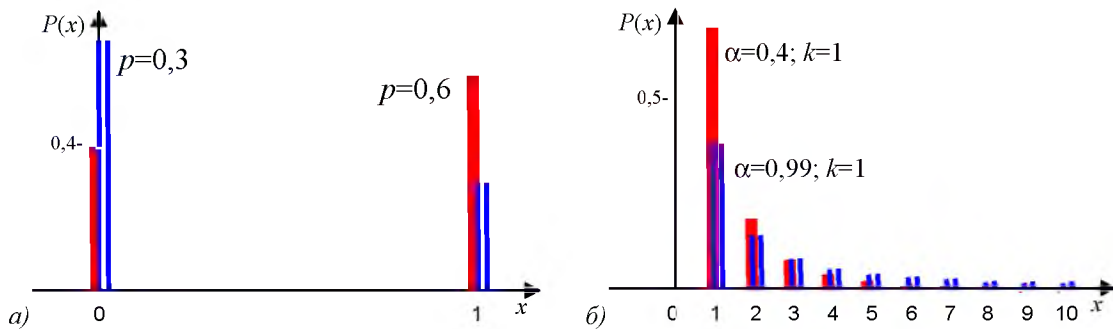 P(x)
p=0,3
p=0,6
0,4-
а)
0
1
x
P(x)
α=0,4; k=1
0,5-
α=0,99; k=1
б)
0
1
2
3
4
5
6
7
8
9
10
x